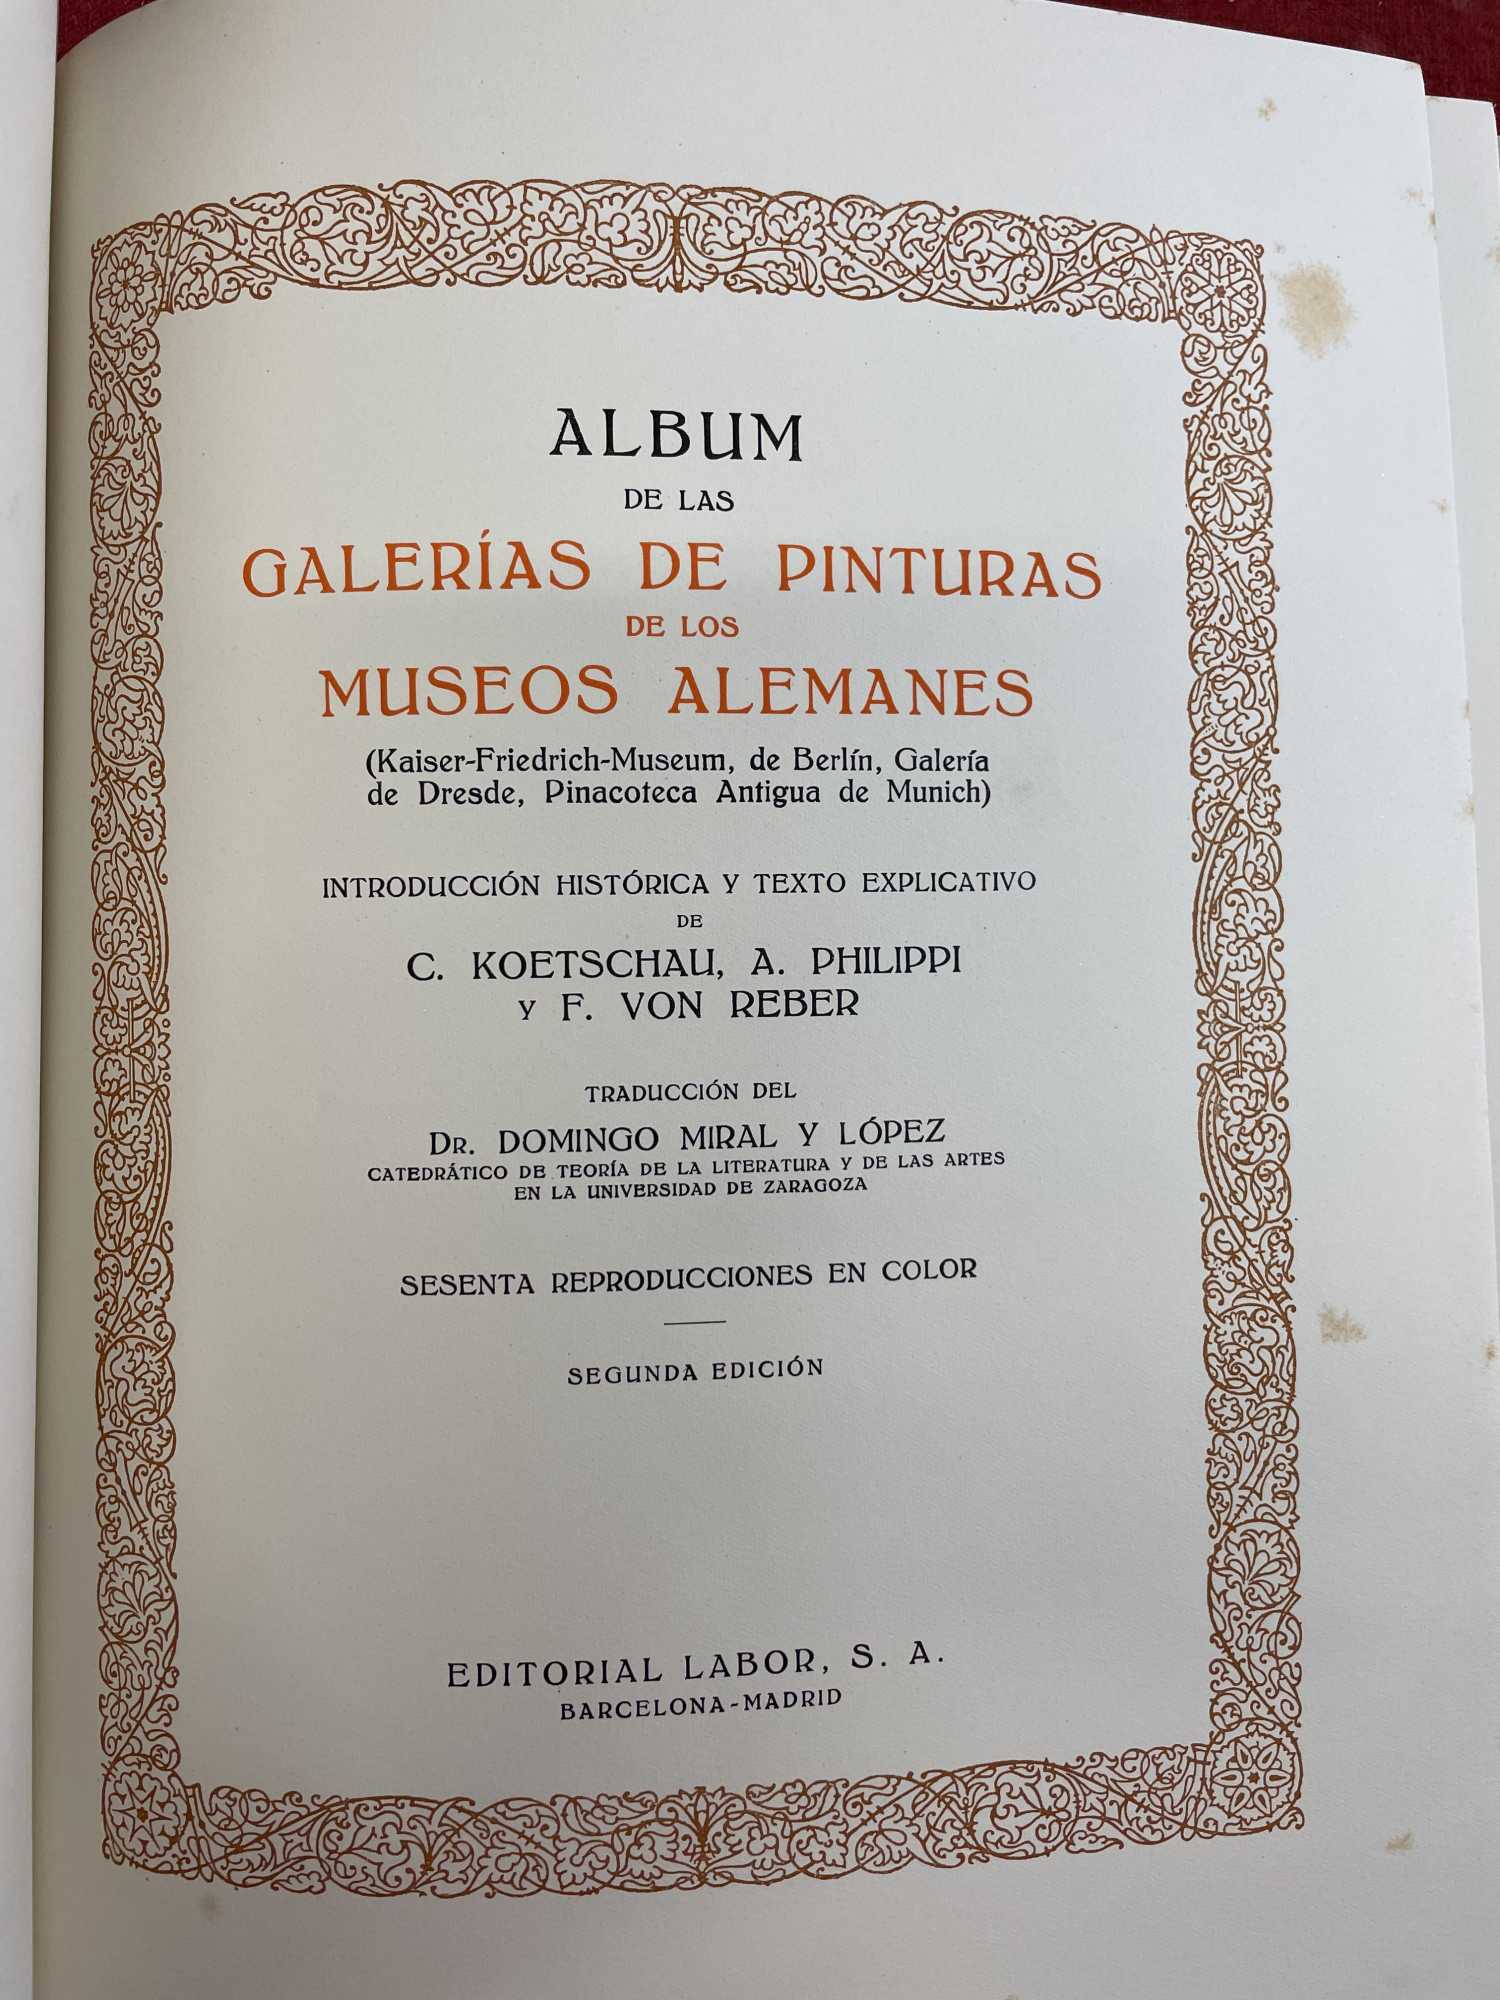 ALBUM
DE LAS
GALERÍAS DE PINTURAS
DE LOS
MUSEOS ALEMANES
(Kaiser-Friedrich-Museum, de Berlín, Galería
de Dresde, Pinacoteca Antigua de Munich)
INTRODUCCIÓN HISTÓRICA Y TEXTO EXPLICATIVO
DE
C. KOETSCHAU, A. PHILIPPI
Y F. VON REBER
TRADUCCIÓN DEL
DR. DOMINGO MIRAL Y LÓPEZ
CATEDRÁTICO DE TEORÍA DE LA LITERATURA Y DE LAS ARTES
EN LA UNIVERSIDAD DE ZARAGOZA
SESENTA REPRODUCCIONES EN COLOR
SEGUNDA EDICIÓN
EDITORIAL LABOR, S. A.
BARCELONA-MADRID